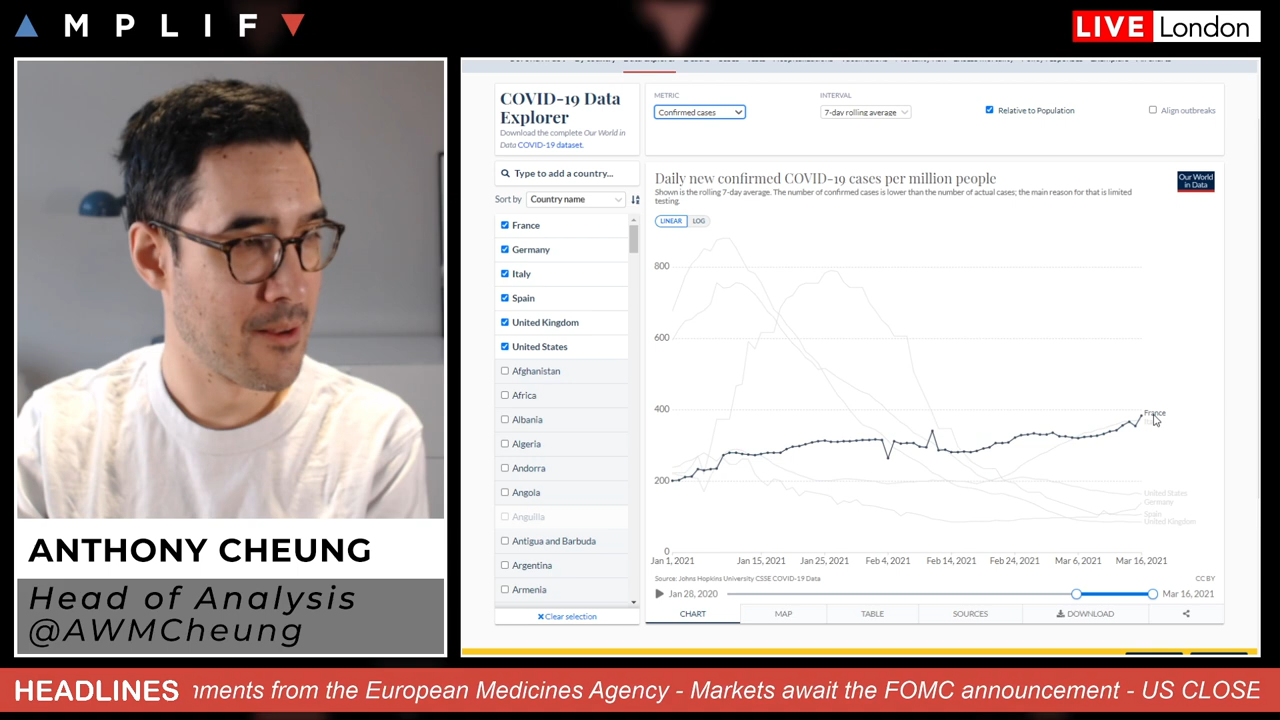 AMPLIFY
LIVE London
COVID-19 Data
Explorer
Download the complete Our World in
Data COVID-19 dataset.
METRIC
Confirmed cases
INTERVAL
7-day rolling average
Relative to Population
Align outbreaks
Type to add a country...
Sort by Country name
France
Germany
Italy
Spain
United Kingdom
United States
Afghanistan
Africa
Albania
Algeria
Andorra
Angola
Anguilla
Antigua and Barbuda
Argentina
Armenia
Clear selection
Daily new confirmed COVID-19 cases per million people
Shown is the rolling 7-day average. The number of confirmed cases is lower than the number of actual cases; the main reason for that is limited
testing.
Our World
in Data
LINEAR LOG
800
600
400
200
0
France
United States
Germany
Spain
United Kingdom
Jan 1, 2021 Jan 15, 2021 Jan 25, 2021 Feb 4, 2021 Feb 14, 2021 Feb 24, 2021 Mar 6, 2021 Mar 16, 2021
Source: Johns Hopkins University CSSE COVID-19 Data
CC BY
Jan 28, 2020
Mar 16, 2021
CHART MAP TABLE SOURCES DOWNLOAD
ANTHONY CHEUNG
Head of Analysis
@AWMCheung
HEADLINES
from the European Medicines Agency - Markets await the FOMC announcement - US CLOSE